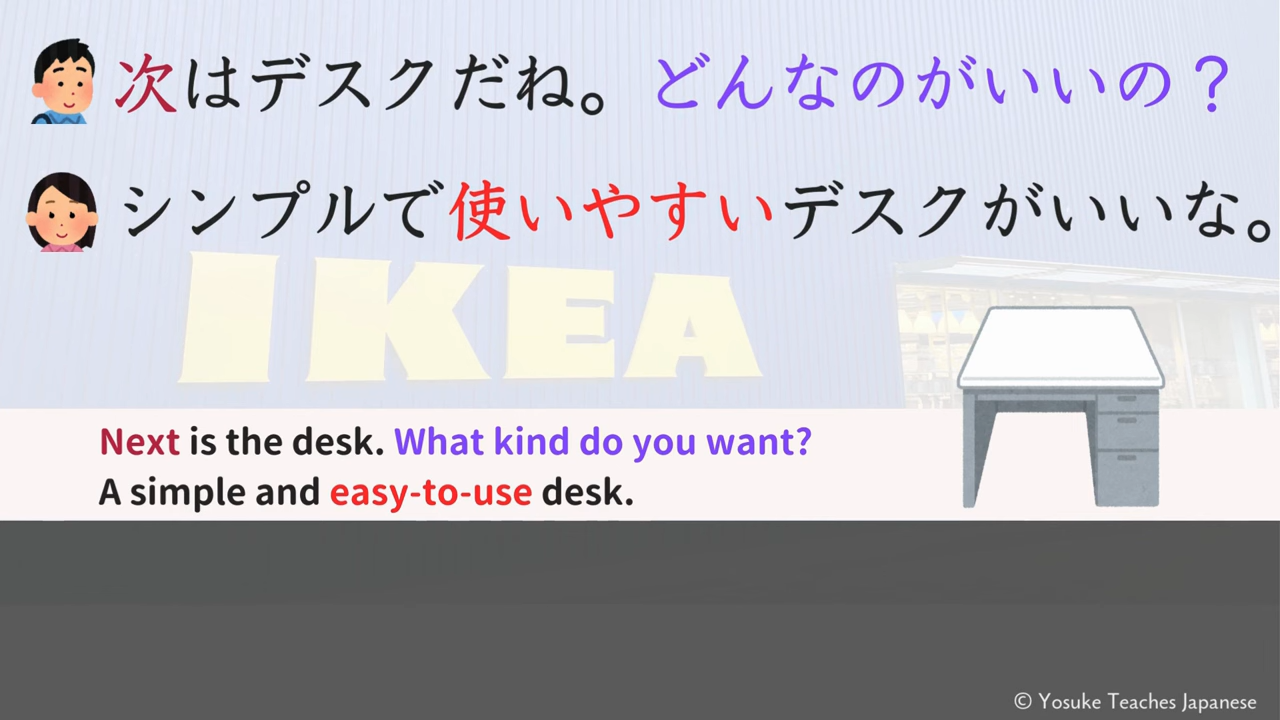 次はデスクだね。どんなのがいいの？
シンプルで使いやすいデスクがいいな。
IKEA
Next is the desk. What kind do you want?
A simple and easy-to-use desk.
© Yosuke Teaches Japanese